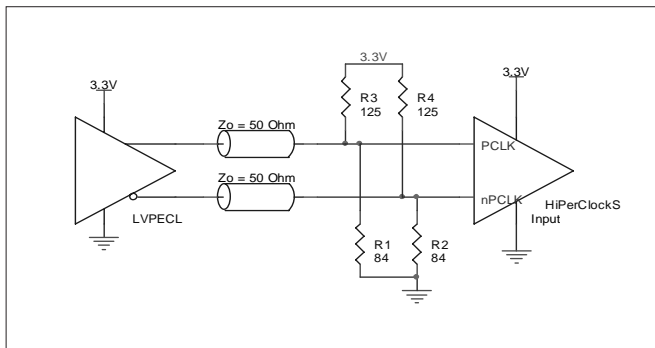 3.3V
3.3V
3.3V
R3
125
R4
125
Zo = 50 Ohm
PCLK
Zo = 50 Ohm
nPCLK
HiPerClockS
Input
LVPECL
R1
84
R2
84